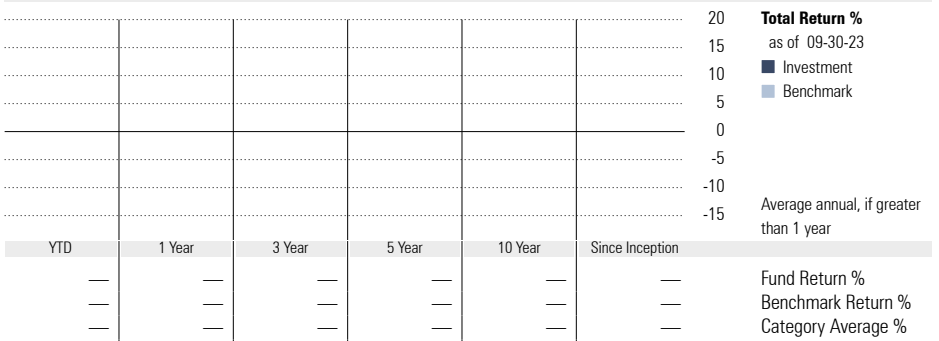 20
15
10
5
0
-5
-10
-15
Total Return %
as of 09-30-23
Investment
Benchmark
Average annual, if greater
than 1 year
YTD 1 Year 3 Year 5 Year 10 Year Since Inception
— — — — — — Fund Return %
— — — — — — Benchmark Return %
— — — — — — Category Average %